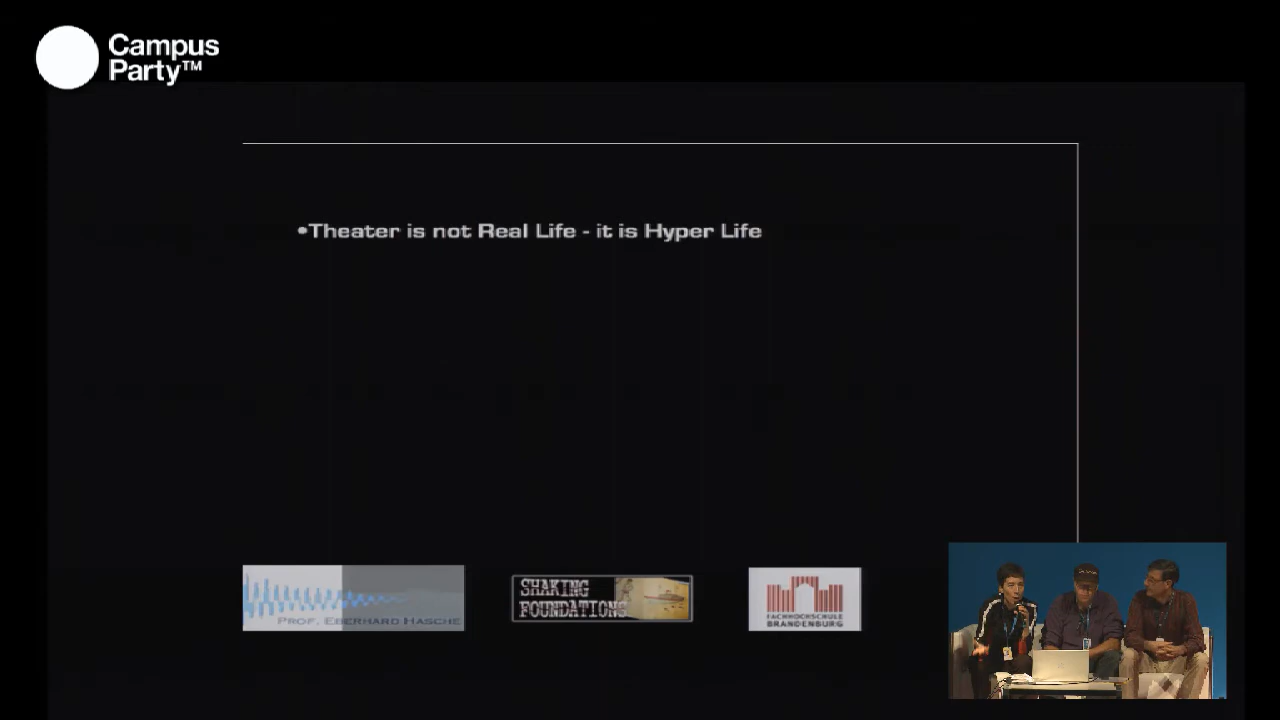 Campus
Party™
•Theater is not Real Life - it is Hyper Life
PROF. EBERHARD HASCHE
SHAKING
FOUNDATIONS
FACHHOCHSCHULE
BRANDENBURG